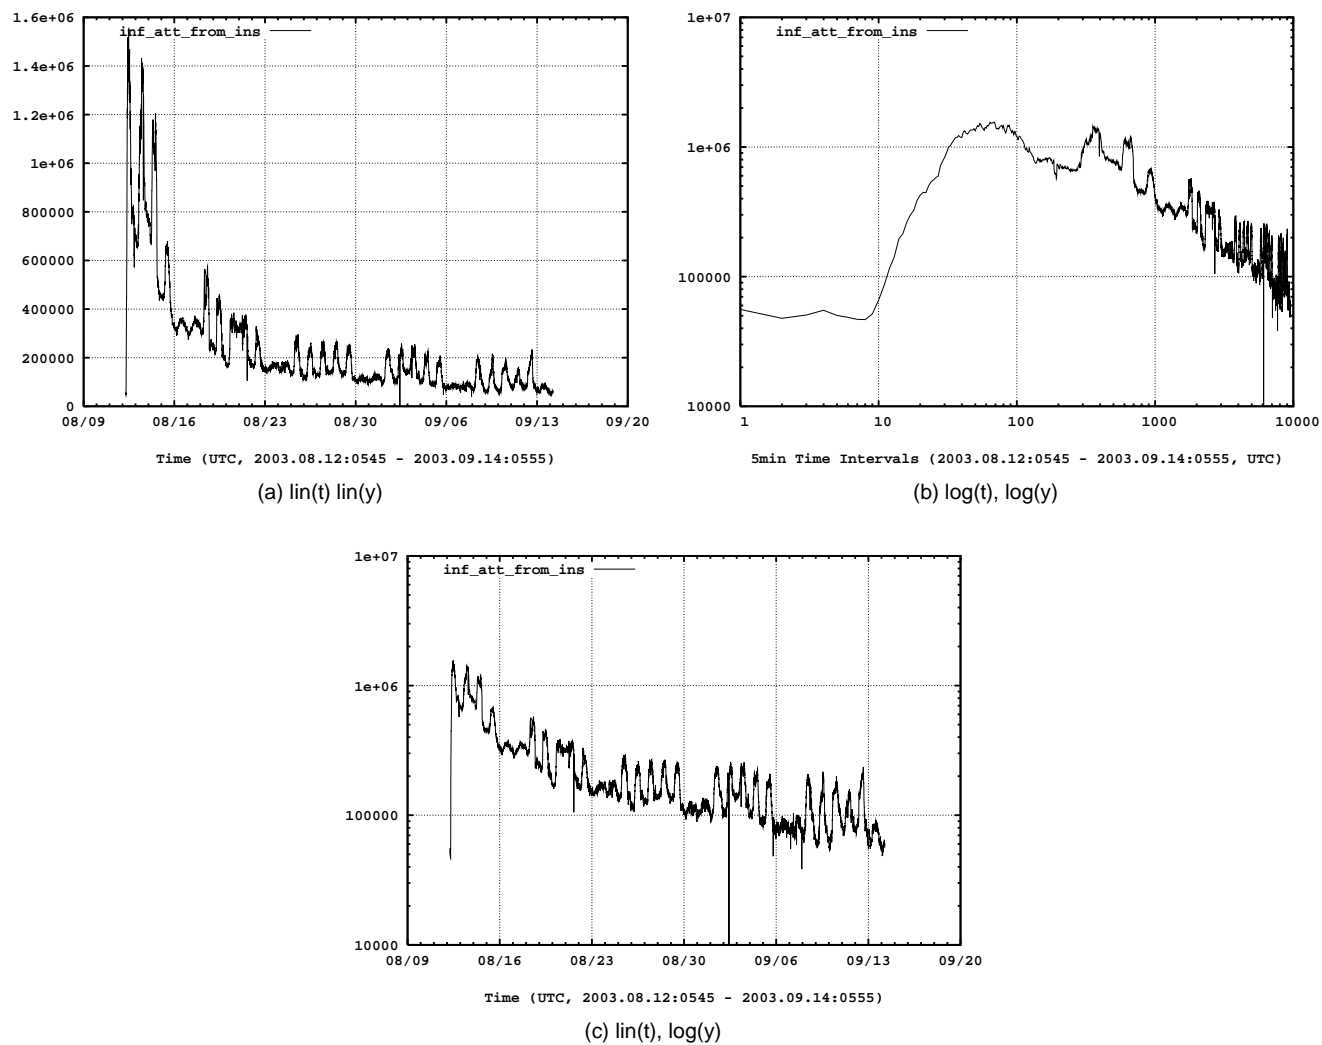 1.6e+06
1.4e+06
1.2e+06
1e+06
800000
600000
400000
200000
0
inf_att_from_ins
08/09 08/16 08/23 08/30 09/06 09/13 09/20
Time (UTC, 2003.08.12:0545 - 2003.09.14:0555)
(a) lin(t) lin(y)
1e+07
1e+06
100000
10000
inf_att_from_ins
1 10 100 1000 10000
5min Time Intervals (2003.08.12:0545 - 2003.09.14:0555, UTC)
(b) log(t), log(y)
1e+07
1e+06
100000
10000
inf_att_from_ins
08/09 08/16 08/23 08/30 09/06 09/13 09/20
Time (UTC, 2003.08.12:0545 - 2003.09.14:0555)
(c) lin(t), log(y)